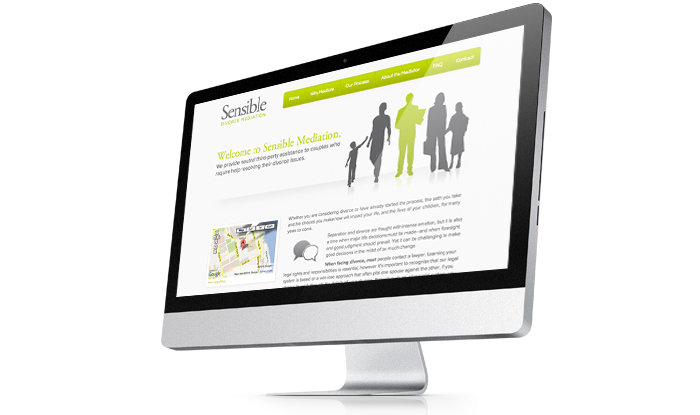 Home Why Mediate Our Process About the Mediator FAQ Contact
Sensible
DIVORCE MEDIATION
Welcome to Sensible Mediation.
We provide neutral third-party assistance to couples who
require help resolving their divorce issues.
Whether you are considering divorce or have already started the process, the path you take
and the choices you make now will impact your life, and the lives of your children, for many
years to come.
Separation and divorce are fraught with intense emotion, but it is also
a time when major life decisions must be made—and when foresight
and good judgment should prevail. Yet it can be challenging to make
good decisions in the midst of so much change.
When facing divorce, most people contact a lawyer. Learning your
legal rights and responsibilities is essential, however it's important to recognize that our legal
system is based on a win-lose approach that often pits one spouse against the other. If you
Google